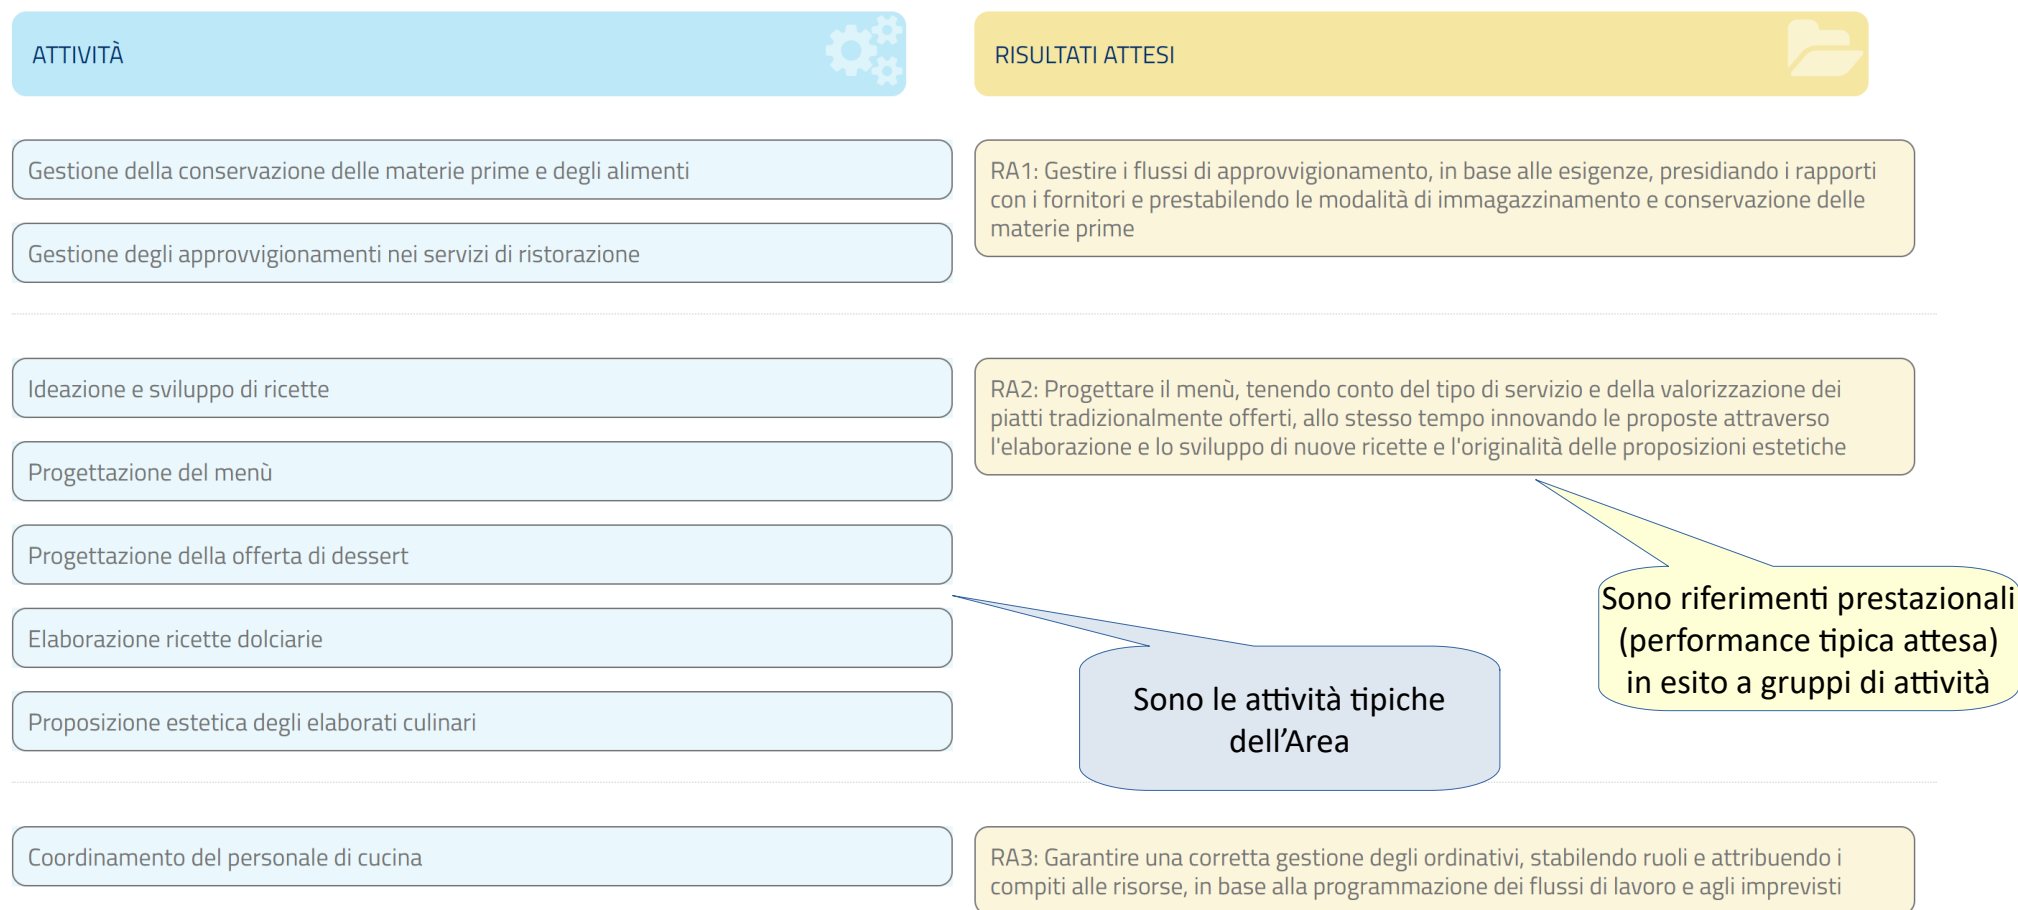 ATTIVITÀ
RISULTATI ATTESI
Gestione della conservazione delle materie prime e degli alimenti
Gestione degli approvvigionamenti nei servizi di ristorazione
RA1: Gestire i flussi di approvvigionamento, in base alle esigenze, presidiando i rapporti
con i fornitori e prestabilendo le modalità di immagazzinamento e conservazione delle
materie prime
Ideazione e sviluppo di ricette
Progettazione del menù
Progettazione della offerta di dessert
Elaborazione ricette dolciarie
Proposizione estetica degli elaborati culinari
RA2: Progettare il menù, tenendo conto del tipo di servizio e della valorizzazione dei
piatti tradizionalmente offerti, allo stesso tempo innovando le proposte attraverso
l'elaborazione e lo sviluppo di nuove ricette e l'originalità delle proposizioni estetiche
Sono riferimenti prestazionali
(performance tipica attesa)
in esito a gruppi di attività
Sono le attività tipiche
dell’Area
Coordinamento del personale di cucina
RA3: Garantire una corretta gestione degli ordinativi, stabilendo ruoli e attribuendo i
compiti alle risorse, in base alla programmazione dei flussi di lavoro e agli imprevisti